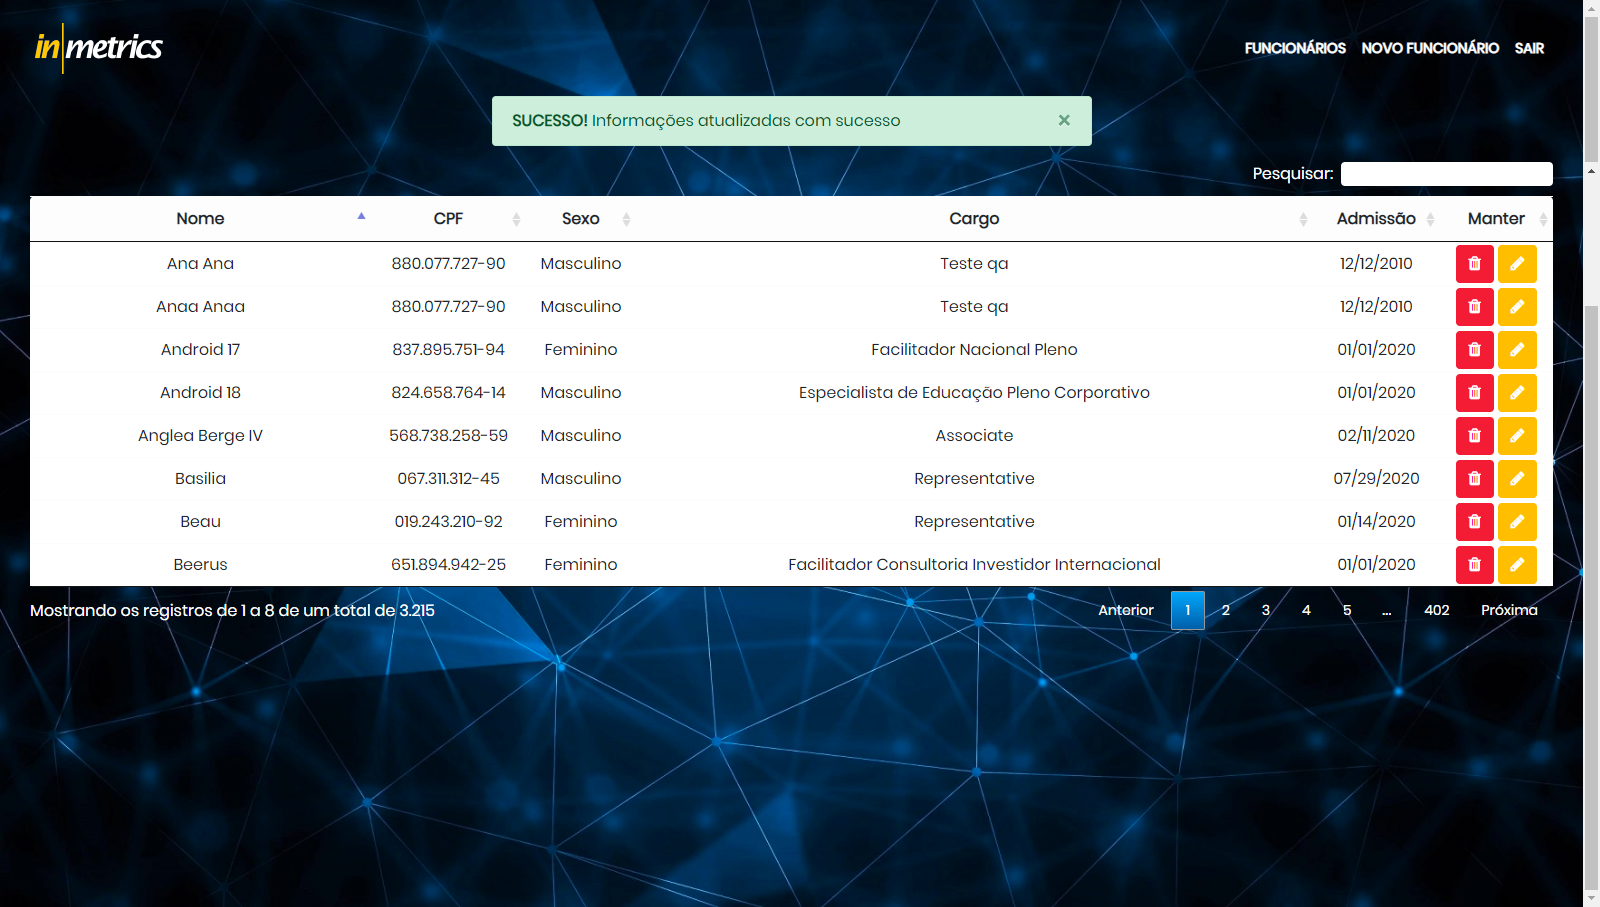 in|metrics
FUNCIONÁRIOS NOVO FUNCIONÁRIO SAIR
SUCESSO! Informações atualizadas com sucesso ×
Pesquisar:
Nome CPF Sexo Cargo Admissão Manter
Ana Ana 880.077.727-90 Masculino Teste qa 12/12/2010
Anaa Anaa 880.077.727-90 Masculino Teste qa 12/12/2010
Android 17 837.895.751-94 Feminino Facilitador Nacional Pleno 01/01/2020
Android 18 824.658.764-14 Masculino Especialista de Educação Pleno Corporativo 01/01/2020
Anglea Berge IV 568.738.258-59 Masculino Associate 02/11/2020
Basilia 067.311.312-45 Masculino Representative 07/29/2020
Beau 019.243.210-92 Feminino Representative 01/14/2020
Beerus 651.894.942-25 Feminino Facilitador Consultoria Investidor Internacional 01/01/2020
Mostrando os registros de 1 a 8 de um total de 3.215 Anterior 1 2 3 4 5 ... 402 Próxima